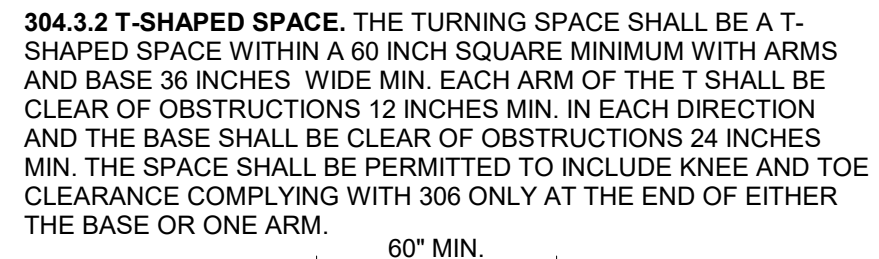 304.3.2 T-SHAPED SPACE. THE TURNING SPACE SHALL BE A T-
SHAPED SPACE WITHIN A 60 INCH SQUARE MINIMUM WITH ARMS
AND BASE 36 INCHES  WIDE MIN. EACH ARM OF THE T SHALL BE
CLEAR OF OBSTRUCTIONS 12 INCHES MIN. IN EACH DIRECTION
AND THE BASE SHALL BE CLEAR OF OBSTRUCTIONS 24 INCHES
MIN. THE SPACE SHALL BE PERMITTED TO INCLUDE KNEE AND TOE
CLEARANCE COMPLYING WITH 306 ONLY AT THE END OF EITHER
THE BASE OR ONE ARM.
60" MIN.